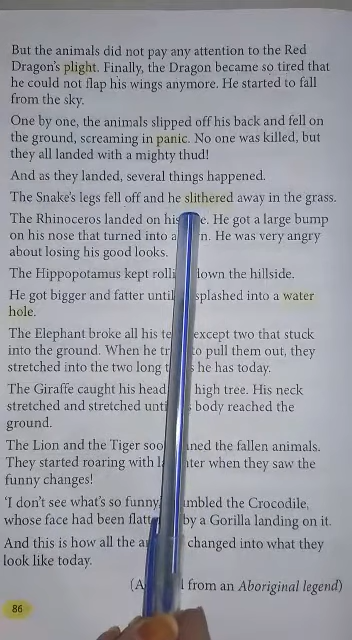 But the animals did not pay any attention to the Red
Dragon's plight. Finally, the Dragon became so tired that
he could not flap his wings anymore. He started to fall
from the sky.
One by one, the animals slipped off his back and fell on
the ground, screaming in panic. No one was killed, but
they all landed with a mighty thud!
And as they landed, several things happened.
The Snake's legs fell off and he slithered away in the grass.
The Rhinoceros landed on his He got a large bump
on his nose that turned into a He was very angry
about losing his good looks.
The Hippopotamus kept down the hillside.
He got bigger and fatter until splashed into a water
hole.
The Elephant broke all his except two that stuck
into the ground. When he to pull them out, they
stretched into the two long he has today.
The Giraffe caught his head high tree. His neck
stretched and stretched body reached the
ground.
The Lion and the Tiger the fallen animals.
They started roaring with when they saw the
funny changes!
'I don't see what's so funny, the Crocodile,
whose face had been by a Gorilla landing on it.
And this is how all the changed into what they
look like today.
from an Aboriginal legend)
86